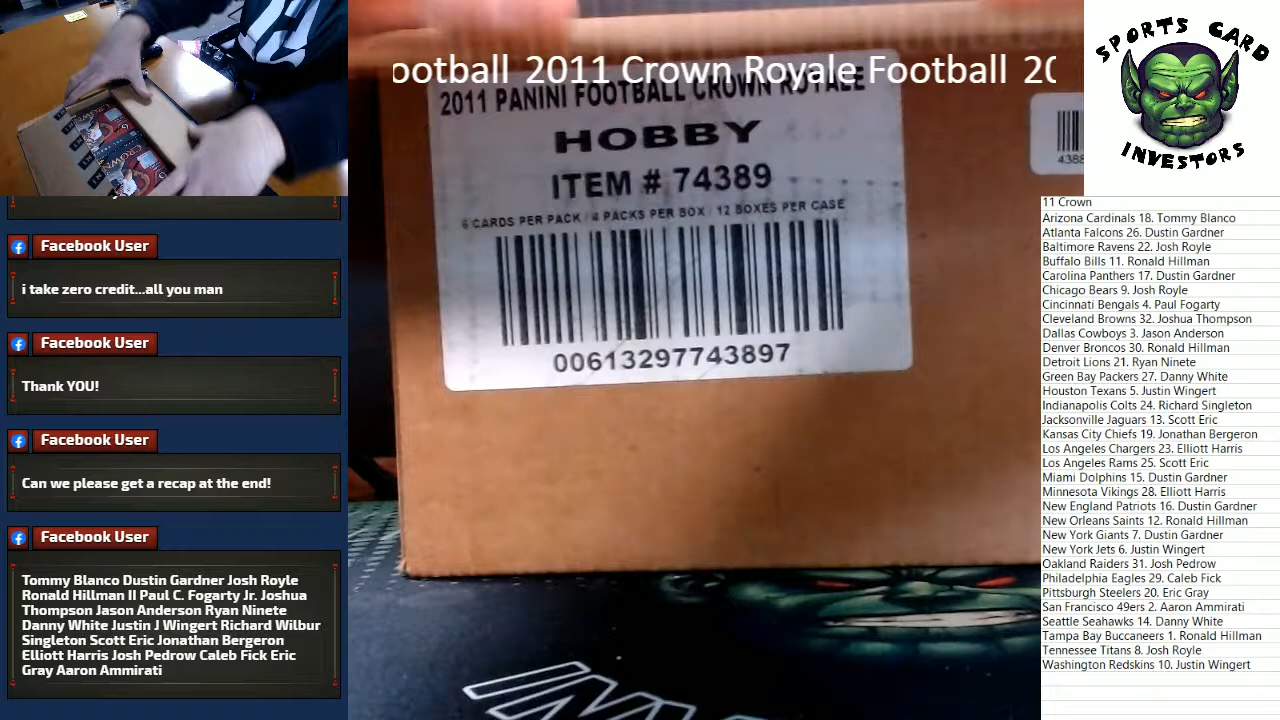 ootball 2011 Crown Royale Football 20
2011 PANINI FOOTBALL CROWN ROYALE
HOBBY
ITEM # 74389
6 CARDS PER PACK / 4 PACKS PER BOX / 12 BOXES PER CASE
00613297743897
4388
SPORTS CARD
INVESTORS
Facebook User
i take zero credit...all you man
Facebook User
Thank YOU!
Facebook User
Can we please get a recap at the end!
Facebook User
Tommy Blanco Dustin Gardner Josh Royle
Ronald Hillman II Paul C. Fogarty Jr. Joshua
Thompson Jason Anderson Ryan Ninete
Danny White Justin J Wingert Richard Wilbur
Singleton Scott Eric Jonathan Bergeron
Elliott Harris Josh Pedrow Caleb Fick Eric
Gray Aaron Ammirati
11 Crown
Arizona Cardinals 18. Tommy Blanco
Atlanta Falcons 26. Dustin Gardner
Baltimore Ravens 22. Josh Royle
Buffalo Bills 11. Ronald Hillman
Carolina Panthers 17. Dustin Gardner
Chicago Bears 9. Josh Royle
Cincinnati Bengals 4. Paul Fogarty
Cleveland Browns 32. Joshua Thompson
Dallas Cowboys 3. Jason Anderson
Denver Broncos 30. Ronald Hillman
Detroit Lions 21. Ryan Ninete
Green Bay Packers 27. Danny White
Houston Texans 5. Justin Wingert
Indianapolis Colts 24. Richard Singleton
Jacksonville Jaguars 13. Scott Eric
Kansas City Chiefs 19. Jonathan Bergeron
Los Angeles Chargers 23. Elliott Harris
Los Angeles Rams 25. Scott Eric
Miami Dolphins 15. Dustin Gardner
Minnesota Vikings 28. Elliott Harris
New England Patriots 16. Dustin Gardner
New Orleans Saints 12. Ronald Hillman
New York Giants 7. Dustin Gardner
New York Jets 6. Justin Wingert
Oakland Raiders 31. Josh Pedrow
Philadelphia Eagles 29. Caleb Fick
Pittsburgh Steelers 20. Eric Gray
San Francisco 49ers 2. Aaron Ammirati
Seattle Seahawks 14. Danny White
Tampa Bay Buccaneers 1. Ronald Hillman
Tennessee Titans 8. Josh Royle
Washington Redskins 10. Justin Wingert